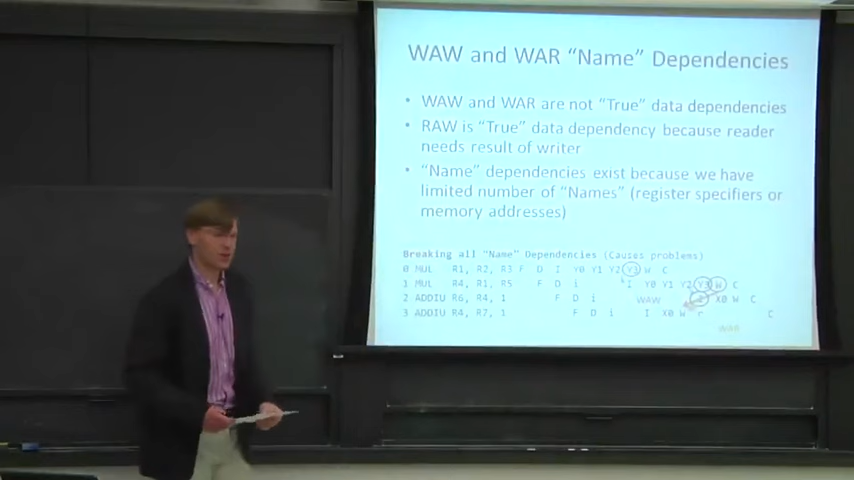 WAW and WAR “Name” Dependencies
• WAW and WAR are not “True” data dependencies
• RAW is “True” data dependency because reader
needs result of writer
• “Name” dependencies exist because we have
limited number of “Names” (register specifiers or
memory addresses)
Breaking all “Name” Dependencies (Causes problems)
0 MUL R1, R2, R3 F D I Y0 Y1 Y2 Y3 W C
1 MUL R4, R1, R5 F D i I Y0 Y1 Y2 Y3 W C
2 ADDIU R6, R4, 1 F D i WAW I X0 W C
3 ADDIU R4, R7, 1 F D i I X0 W r C
WAR